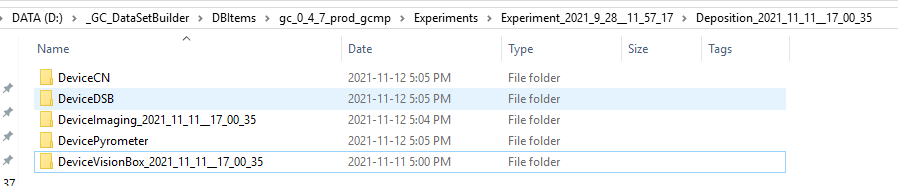 DATA (D:) > _GC_DataSetBuilder > DBItems > gc_0_4_7_prod_gcmp > Experiments > Experiment_2021_9_28__11_57_17 > Deposition_2021_11_11__17_00_35
Name Date Type Size Tags
DeviceCN 2021-11-12 5:05 PM File folder
DeviceDSB 2021-11-12 5:05 PM File folder
DeviceImaging_2021_11_11__17_00_35 2021-11-12 5:04 PM File folder
DevicePyrometer 2021-11-12 5:05 PM File folder
DeviceVisionBox_2021_11_11__17_00_35 2021-11-11 5:00 PM File folder
37